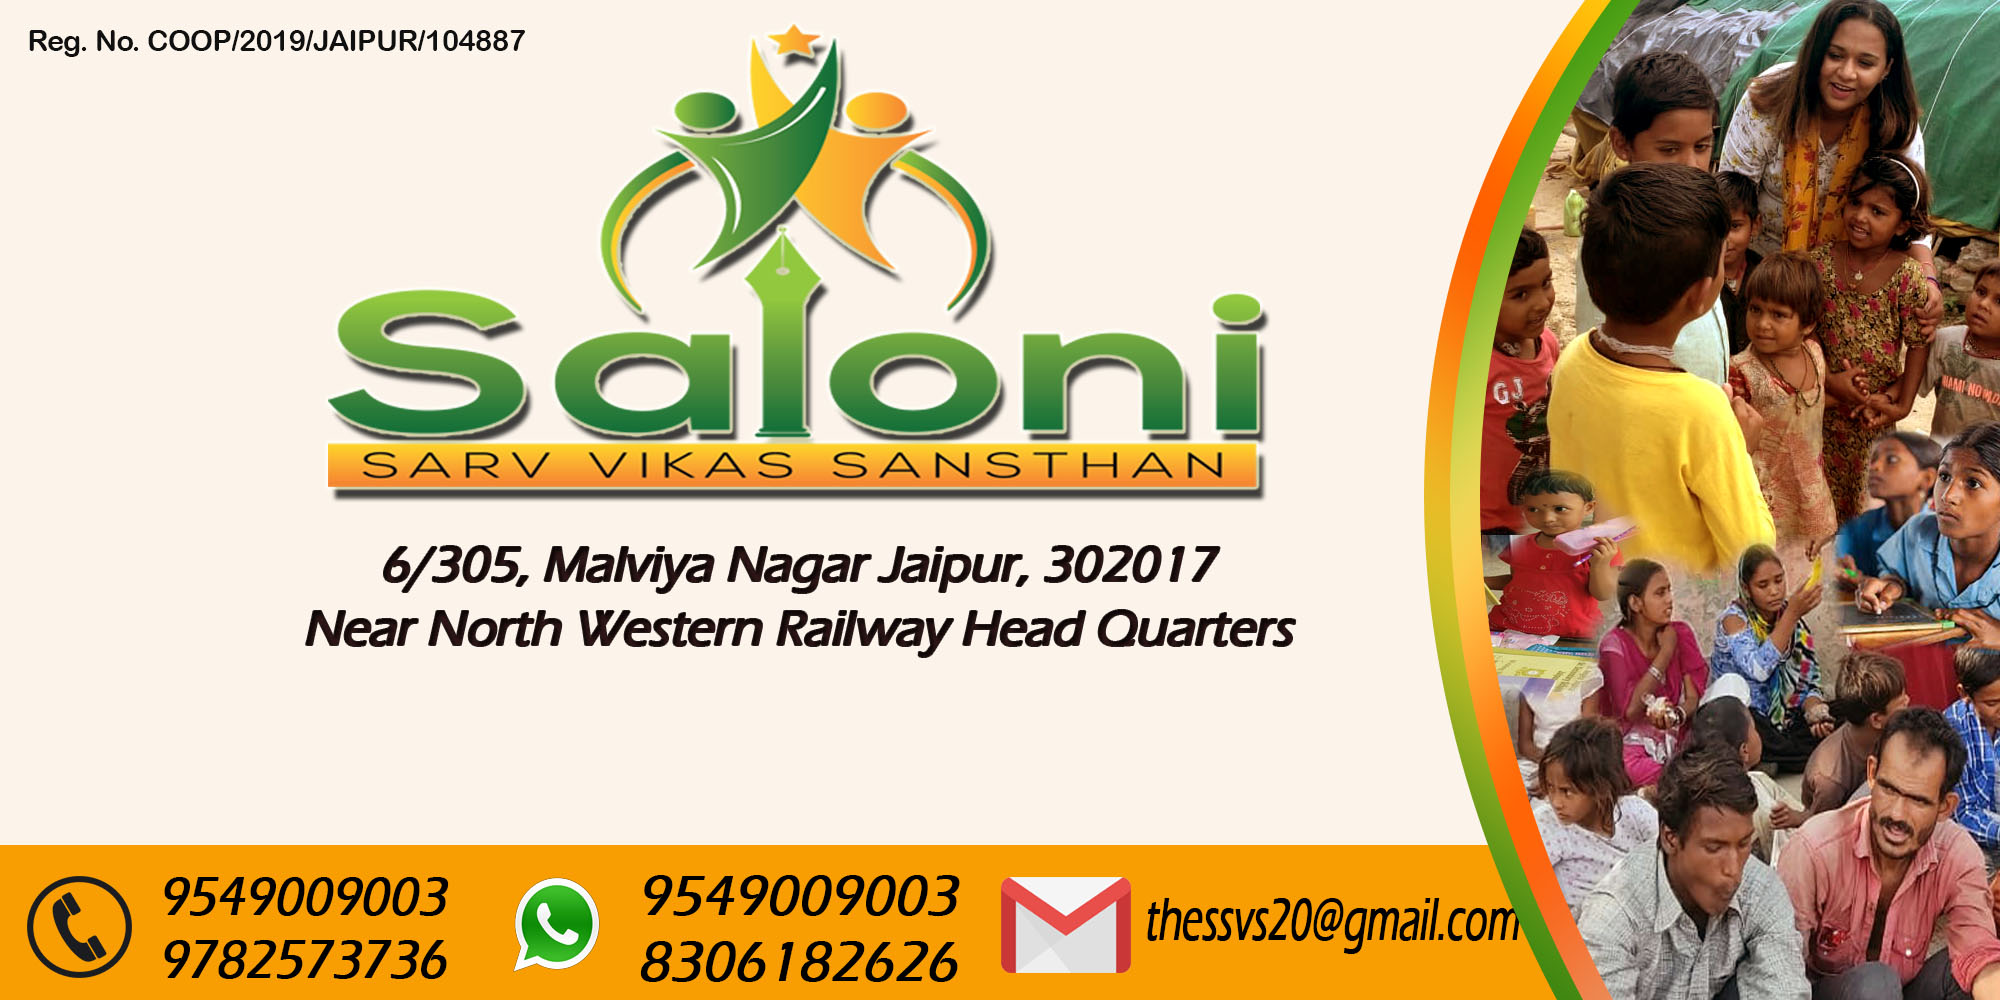 Reg. No. COOP/2019/JAIPUR/104887
Saloni
SARV VIKAS SANSTHAN
6/305, Malviya Nagar Jaipur, 302017
Near North Western Railway Head Quarters
9549009003
9782573736
9549009003
8306182626
thessvs20@gmail.com
GJ